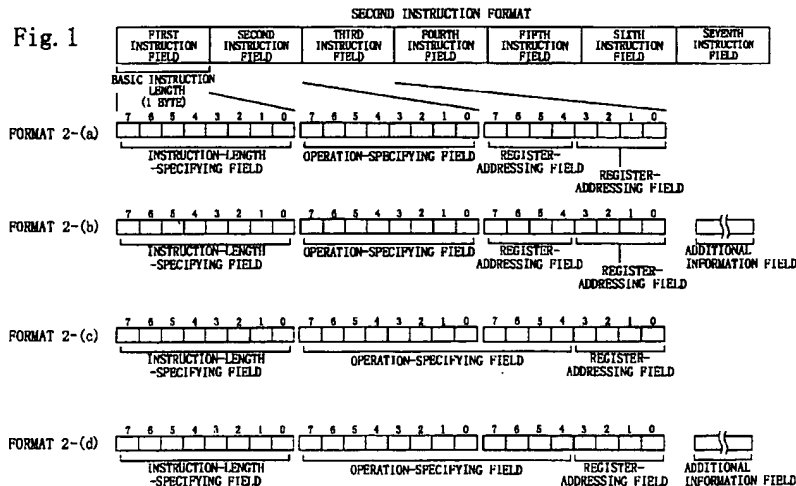 Fig. 1
SECOND INSTRUCTION FORMAT
FIRST INSTRUCTION FIELD
SECOND INSTRUCTION FIELD
THIRD INSTRUCTION FIELD
FOURTH INSTRUCTION FIELD
FIFTH INSTRUCTION FIELD
SIXTH INSTRUCTION FIELD
SEVENTH INSTRUCTION FIELD
BASIC INSTRUCTION
LENGTH
(1 BYTE)
7 6 5 4 3 2 1 0 7 6 5 4 3 2 1 0 7 6 5 4 3 2 1 0
FORMAT 2-(a)
INSTRUCTION-LENGTH
-SPECIFYING FIELD
OPERATION-SPECIFYING FIELD
REGISTER-
ADDRESSING FIELD
REGISTER-
ADDRESSING FIELD
7 6 5 4 3 2 1 0 7 6 5 4 3 2 1 0 7 6 5 4 3 2 1 0
FORMAT 2-(b)
INSTRUCTION-LENGTH
-SPECIFYING FIELD
OPERATION-SPECIFYING FIELD
REGISTER-
ADDRESSING FIELD
REGISTER-
ADDRESSING FIELD
ADDITIONAL
INFORMATION FIELD
7 6 5 4 3 2 1 0 7 6 5 4 3 2 1 0 7 6 5 4 3 2 1 0
FORMAT 2-(c)
INSTRUCTION-LENGTH
-SPECIFYING FIELD
OPERATION-SPECIFYING FIELD
REGISTER-
ADDRESSING FIELD
7 6 5 4 3 2 1 0 7 6 5 4 3 2 1 0 7 6 5 4 3 2 1 0
FORMAT 2-(d)
INSTRUCTION-LENGTH
-SPECIFYING FIELD
OPERATION-SPECIFYING FIELD
REGISTER-
ADDRESSING FIELD
ADDITIONAL
INFORMATION FIELD